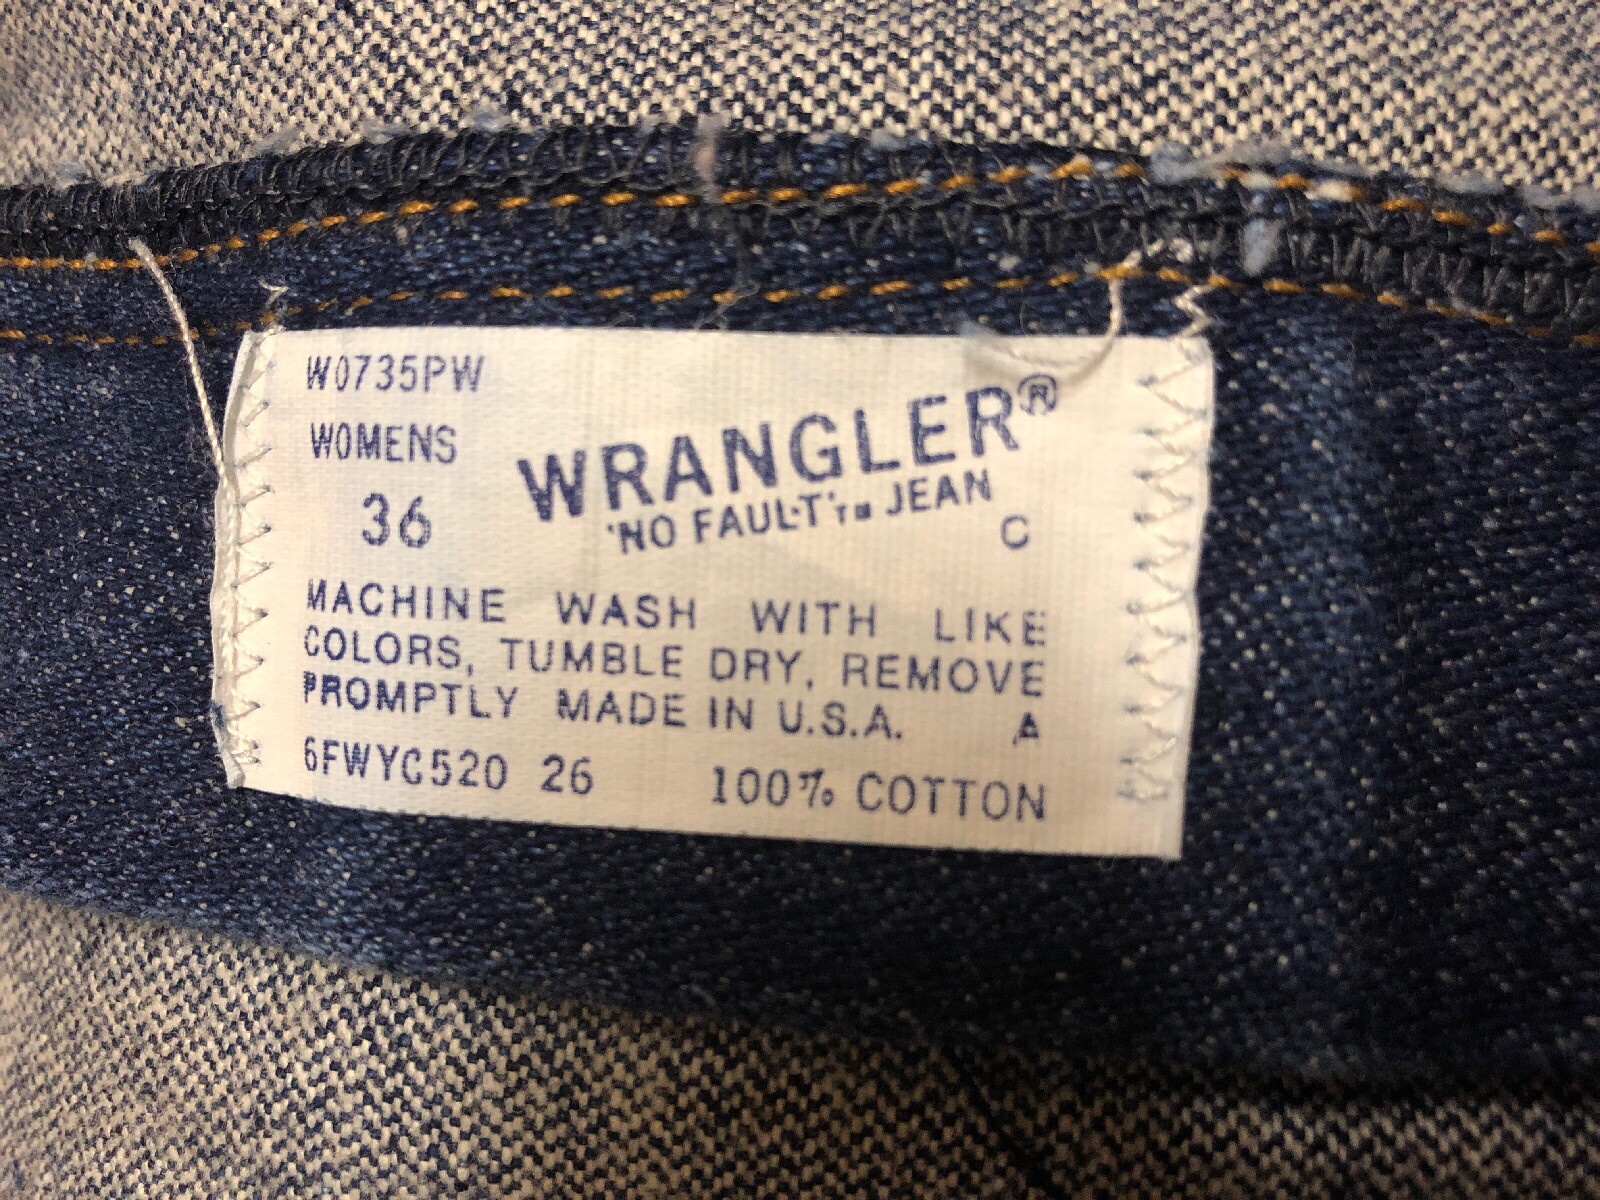 W0735PW
WOMENS
36
WRANGLER®
'NO FAULT'TM JEAN
C
MACHINE WASH WITH LIKE
COLORS, TUMBLE DRY, REMOVE
PROMPTLY MADE IN U.S.A. A
6FWYC520 26 100% COTTON